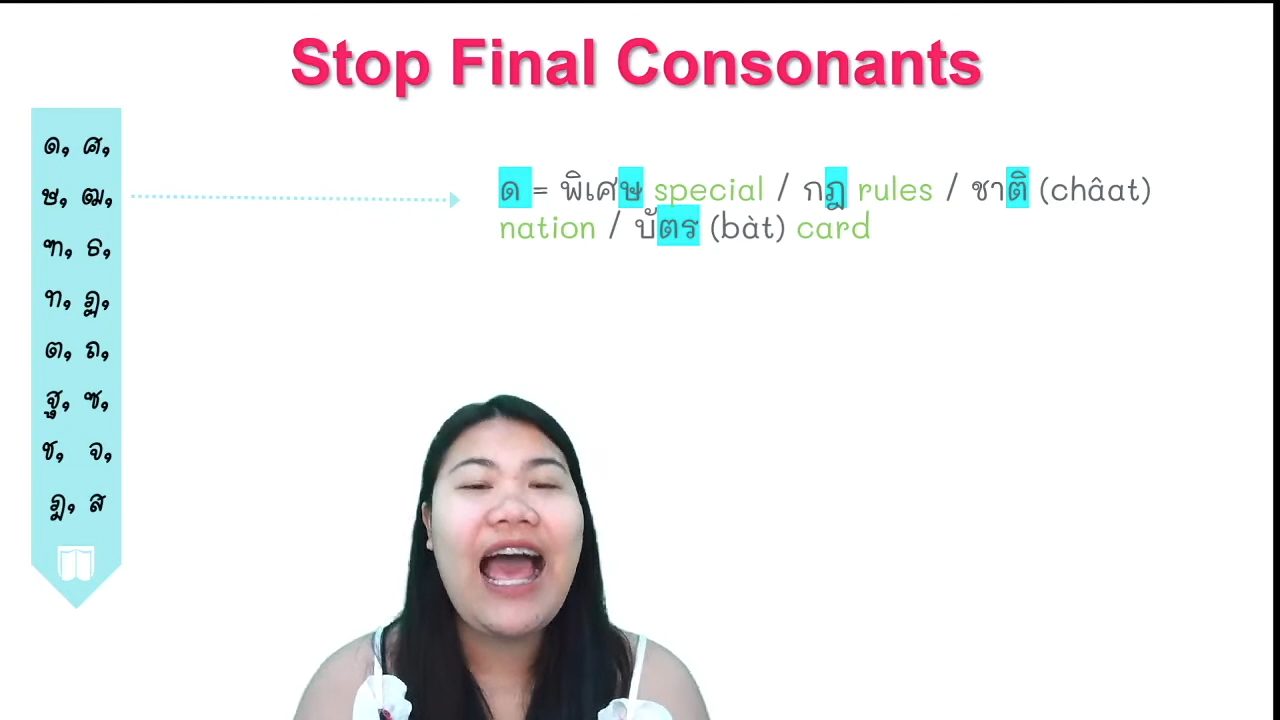 Stop Final Consonants
ด, ศ,
ษ, ฒ,
ฑ, ธ,
ท, ฏ,
ต, ถ,
ฐ, ซ,
ช, จ,
ฎ, ส
ด = พิเศษ special / กฎ rules / ชาติ (châat)
nation / บัตร (bàt) card